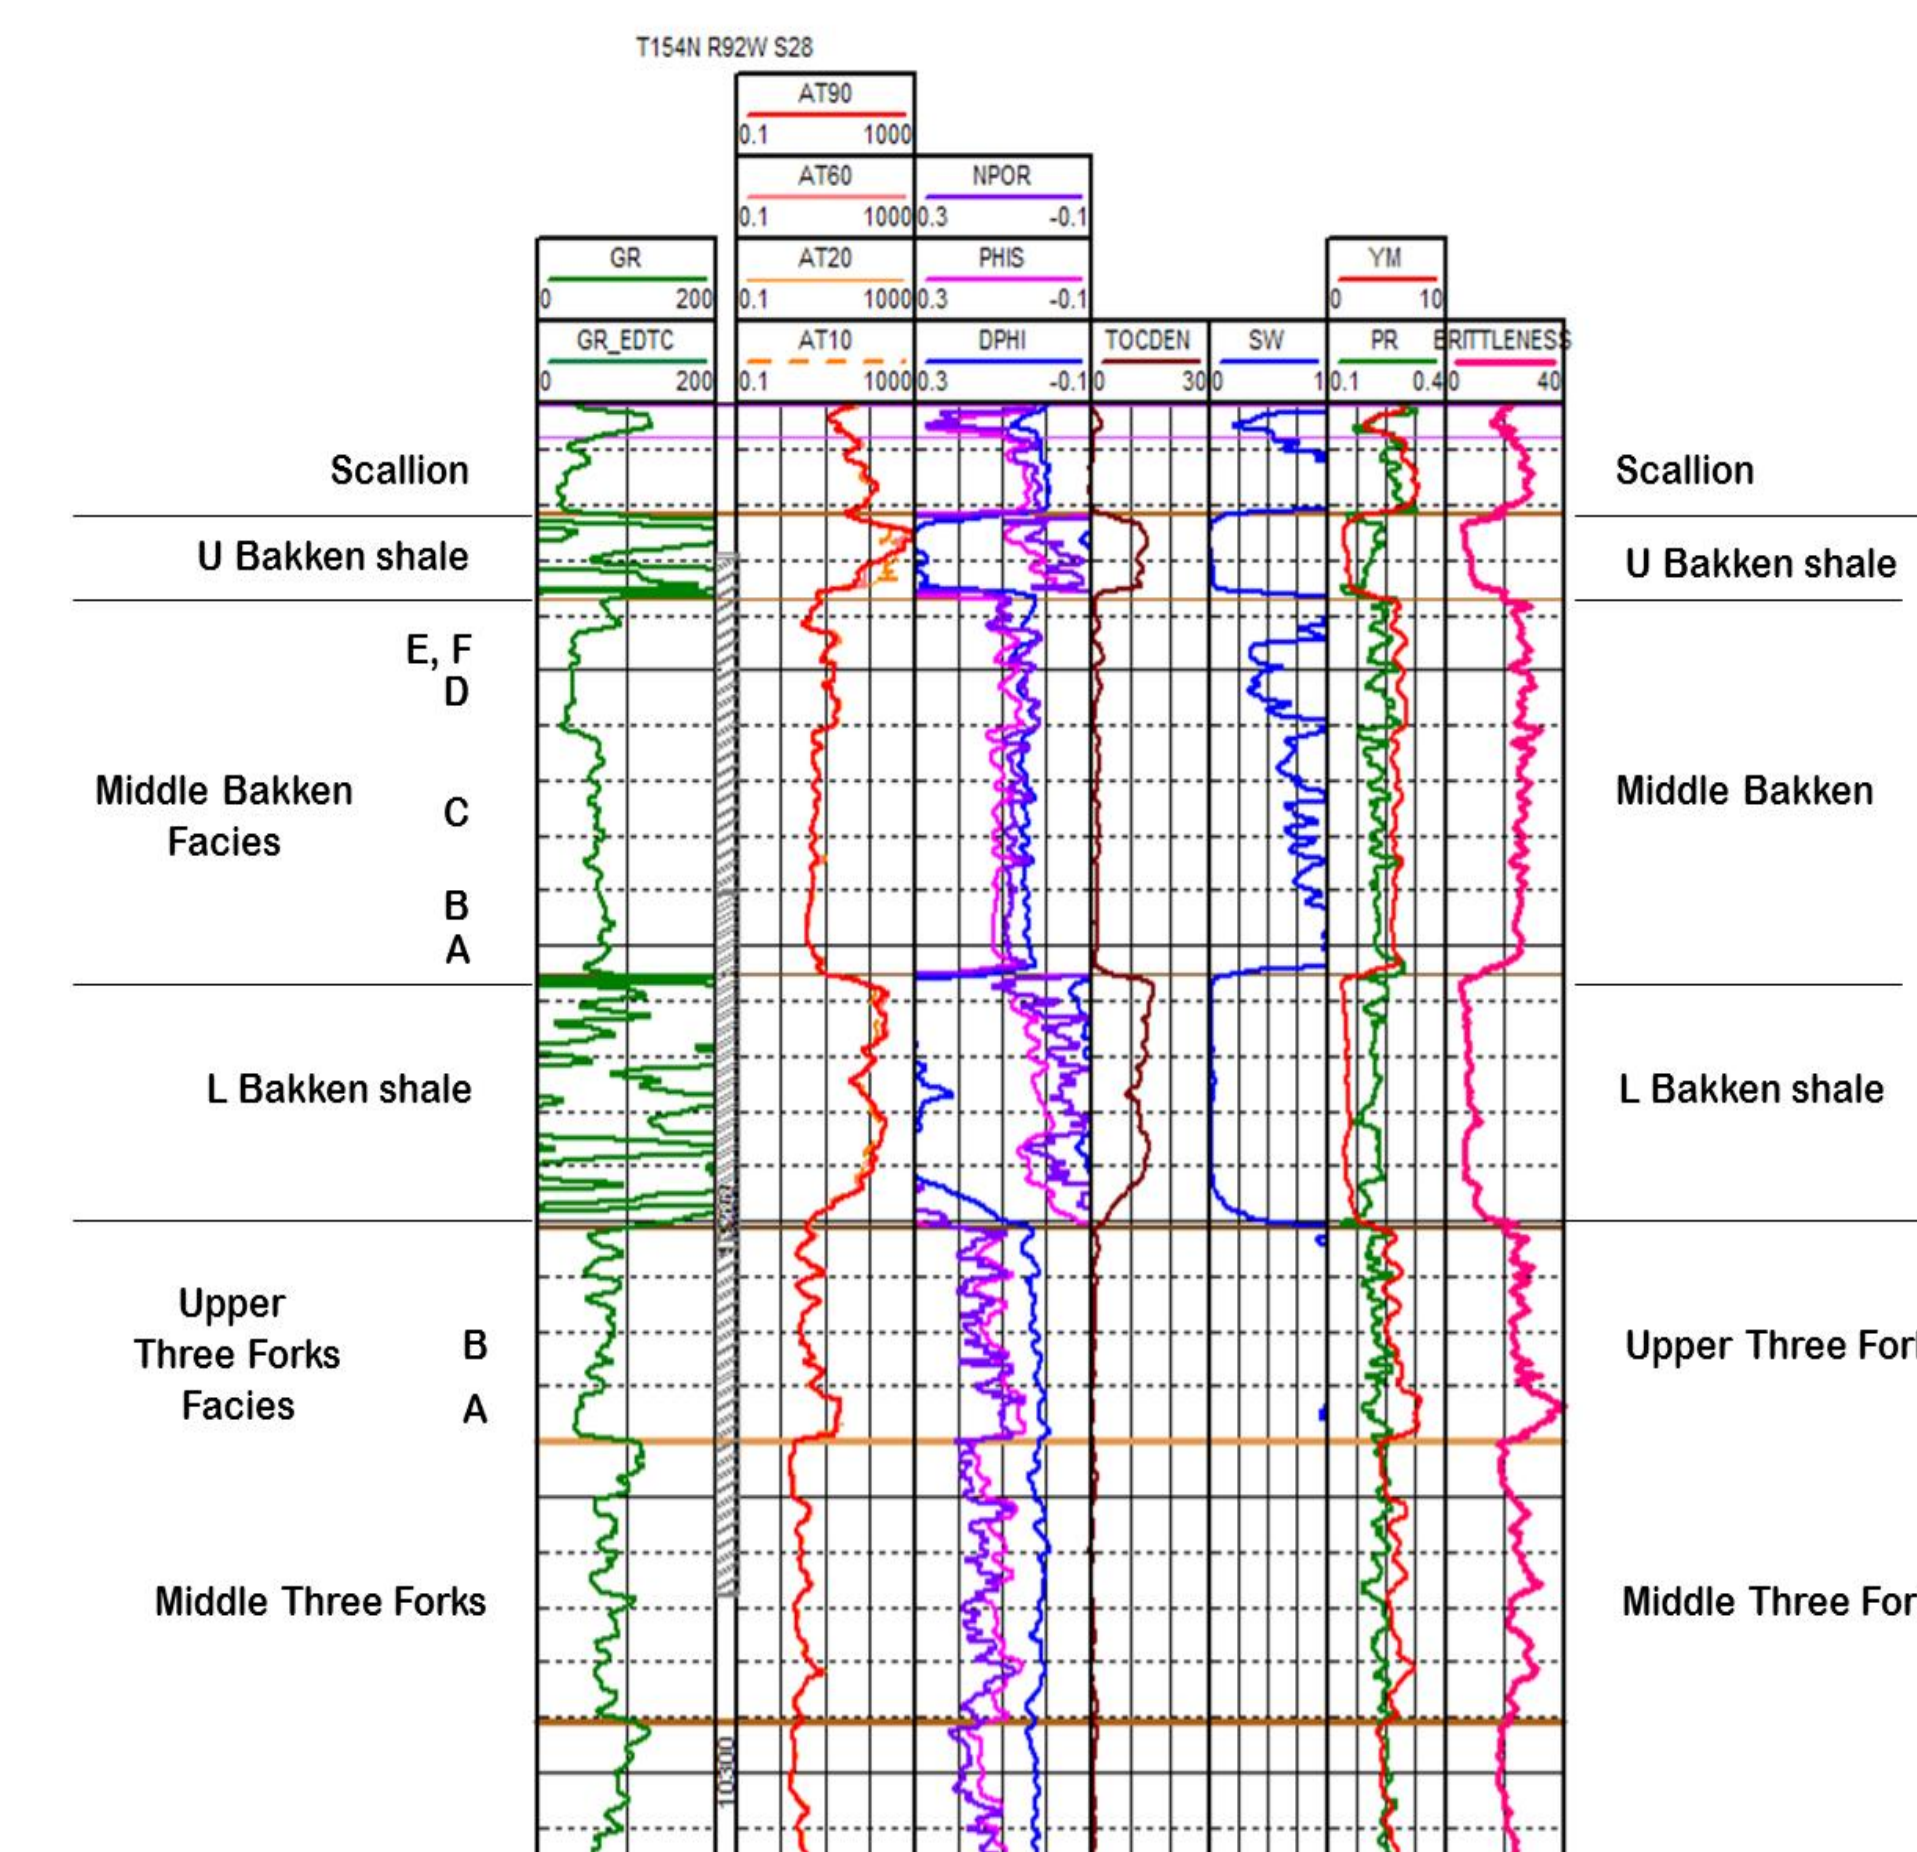 T154N R92W S28
AT90
0.1 1000
AT60 NPOR
0.1 1000 0.3 -0.1
GR AT20 PHIS YM
0 200 0.1 1000 0.3 -0.1 0 10
GR_EDTC AT10 DPHI TOCDEN SW PR BRITTLENESS
0 200 0.1 1000 0.3 -0.1 0 30 0 1 0.1 0.4 0 40
Scallion Scallion
U Bakken shale U Bakken shale
E, F
D
Middle Bakken Middle Bakken
Facies
C
B
A
L Bakken shale L Bakken shale
Upper
Three Forks B Upper Three For
Facies A
Middle Three Forks Middle Three For
10300